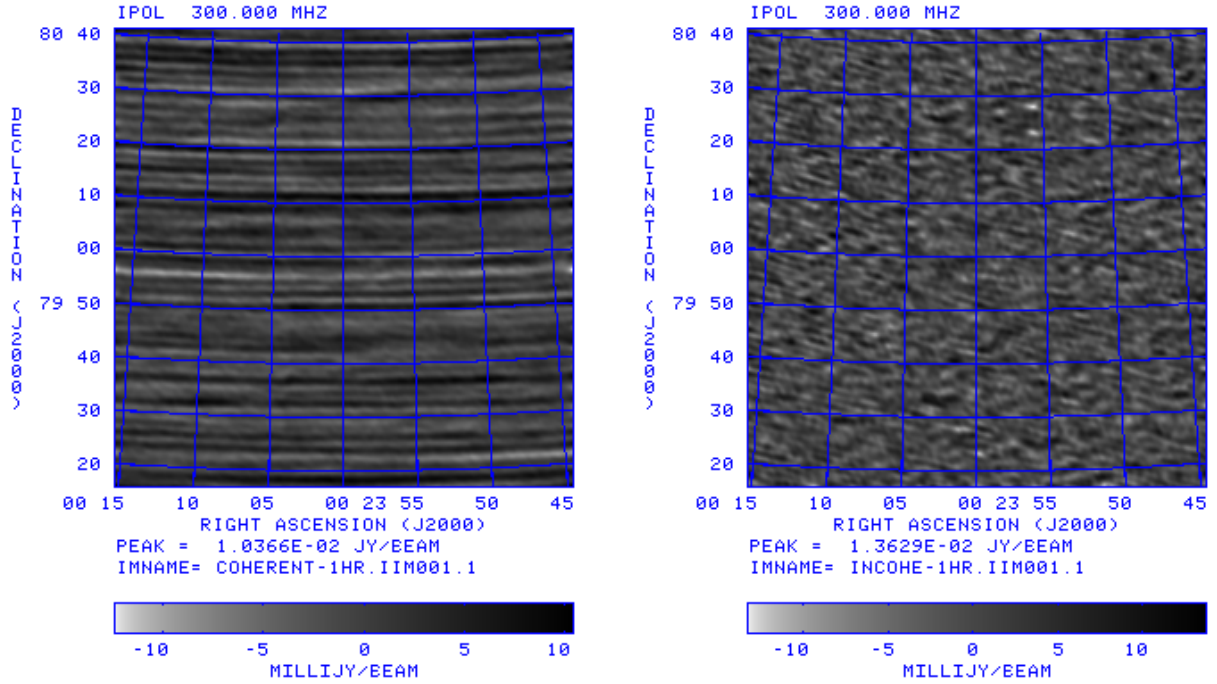 IPOL 300.000 MHZ
80 40
30
20
10
00
79 50
40
30
20
DECLINATION (J2000)
00 15 10 05 00 23 55 50 45
RIGHT ASCENSION (J2000)
PEAK = 1.0366E-02 JY/BEAM
IMNAME= COHERENT-1HR.IIM001.1
-10 -5 0 5 10
MILLIJY/BEAM
IPOL 300.000 MHZ
80 40
30
20
10
00
79 50
40
30
20
DECLINATION (J2000)
00 15 10 05 00 23 55 50 45
RIGHT ASCENSION (J2000)
PEAK = 1.3629E-02 JY/BEAM
IMNAME= INCOHE-1HR.IIM001.1
-10 -5 0 5 10
MILLIJY/BEAM